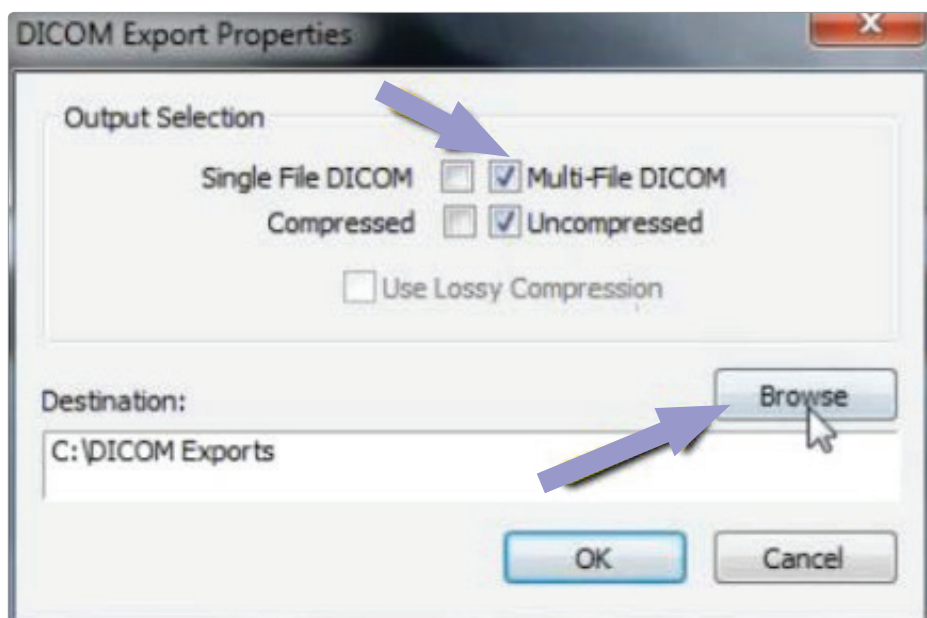 DICOM Export Properties
Output Selection
Single File DICOM Multi-File DICOM
Compressed Uncompressed
Use Lossy Compression
Destination:
Browse
C:\DICOM Exports
OK Cancel